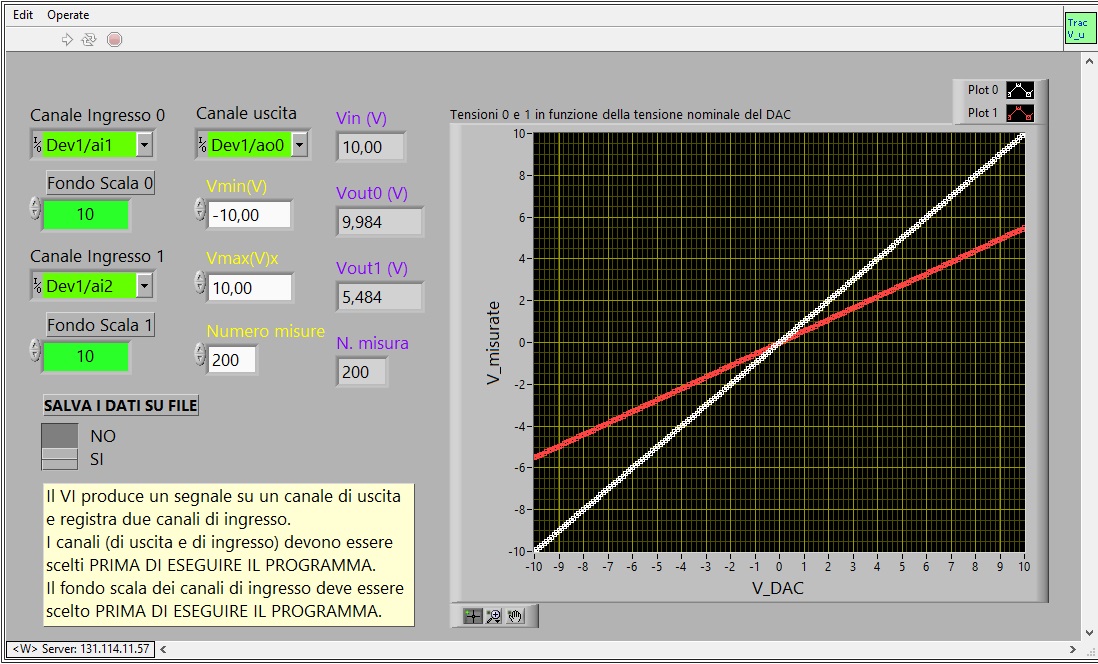 Edit Operate
Trac
V_u
Canale Ingresso 0
Dev1/ai1
Fondo Scala 0
10
Canale Ingresso 1
Dev1/ai2
Fondo Scala 1
10
Canale uscita
Dev1/ao0
Vmin(V)
-10,00
Vmax(V)x
10,00
Numero misure
200
Vin (V)
10,00
Vout0 (V)
9,984
Vout1 (V)
5,484
N. misura
200
SALVA I DATI SU FILE
NO
SI
Il VI produce un segnale su un canale di uscita
e registra due canali di ingresso.
I canali (di uscita e di ingresso) devono essere
scelti PRIMA DI ESEGUIRE IL PROGRAMMA.
Il fondo scala dei canali di ingresso deve essere
scelto PRIMA DI ESEGUIRE IL PROGRAMMA.
Plot 0
Plot 1
Tensioni 0 e 1 in funzione della tensione nominale del DAC
V_misurate
10
8
6
4
2
0
-2
-4
-6
-8
-10
-10 -9 -8 -7 -6 -5 -4 -3 -2 -1 0 1 2 3 4 5 6 7 8 9 10
V_DAC
<W> Server: 131.114.11.57